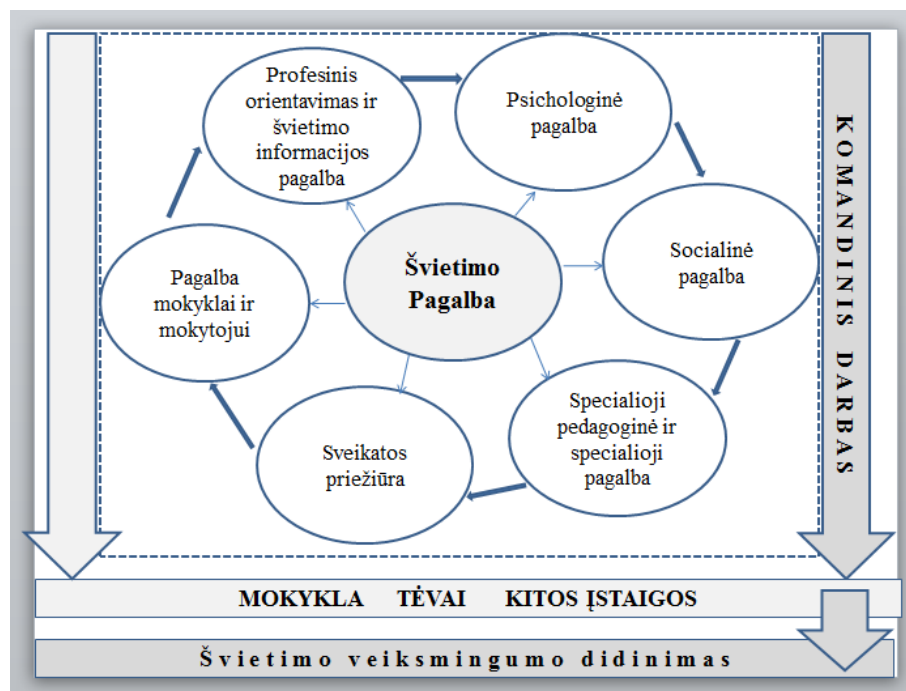 Profesinis
orientavimas ir
švietimo
informacijos
pagalba
Psichologinė
pagalba
Socialinė
pagalba
Specialioji
pedagoginė ir
specialioji
pagalba
Sveikatos
priežiūra
Pagalba
mokyklai ir
mokytojui
Švietimo
Pagalba
KOMANDINIS DARBAS
MOKYKLA TĖVAI KITOS ĮSTAIGOS
Švietimo veiksmingumo didinimas